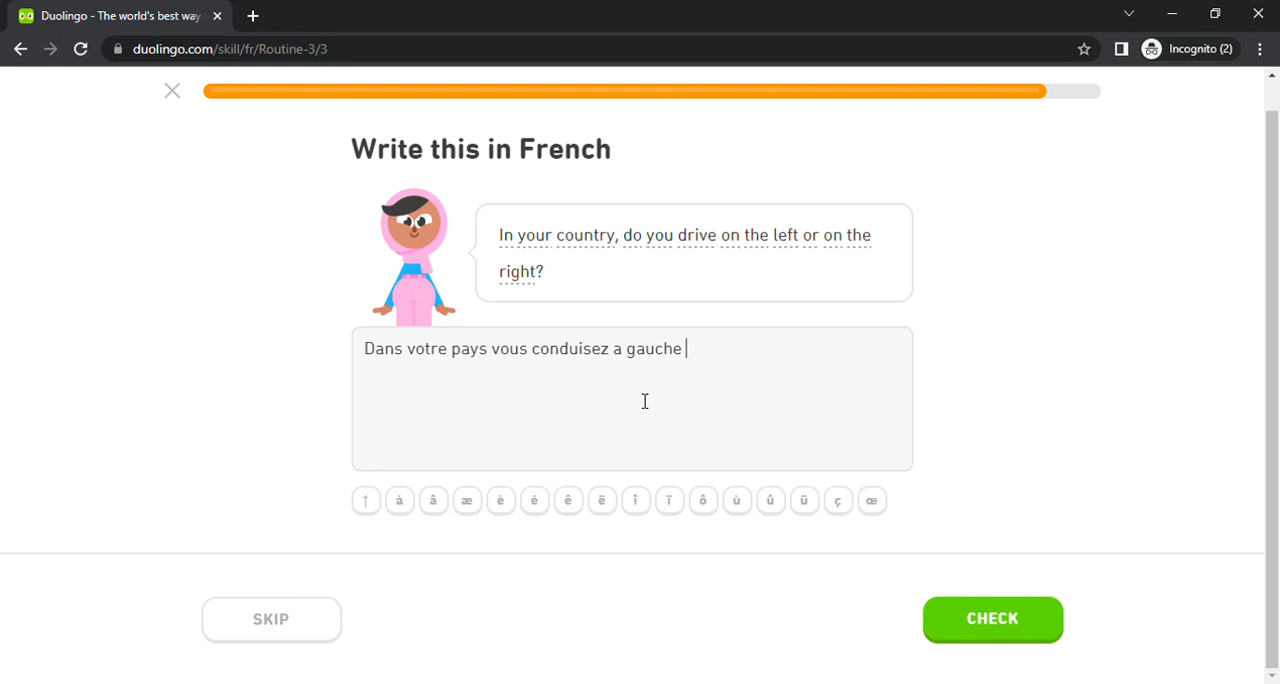 Duolingo - The world's best way
duolingo.com/skill/fr/Routine-3/3
Incognito (2)
Write this in French
In your country, do you drive on the left or on the
right?
Dans votre pays vous conduisez a gauche
↑ à â æ è é ê ë î ï ô ù û ü ç œ
SKIP
CHECK